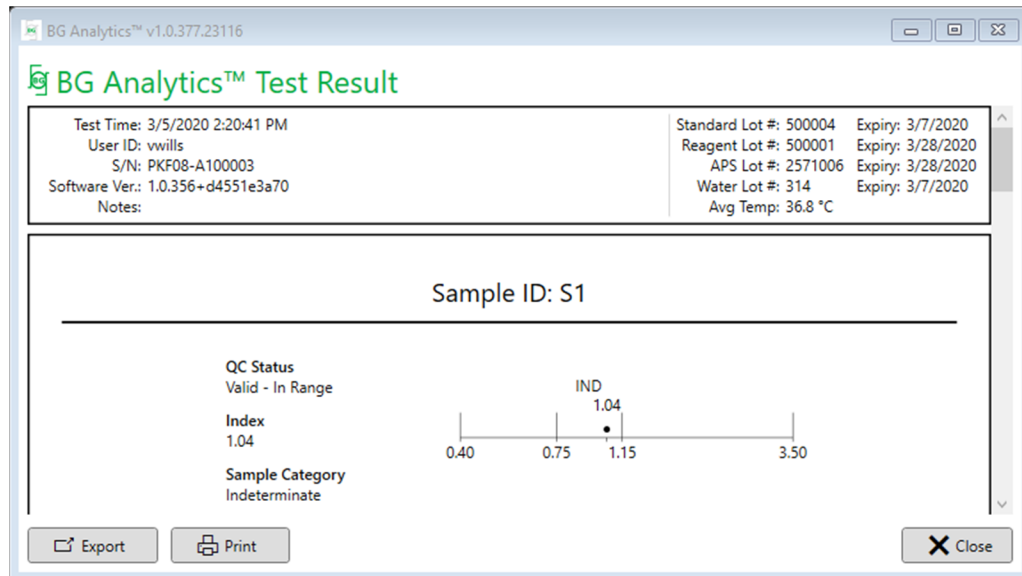 BG Analytics™ v1.0.377.23116
BG Analytics™ Test Result
Test Time: 3/5/2020 2:20:41 PM
User ID: vwills
S/N: PKF08-A100003
Software Ver.: 1.0.356+d4551e3a70
Notes:
Standard Lot #: 500004 Expiry: 3/7/2020
Reagent Lot #: 500001 Expiry: 3/28/2020
APS Lot #: 2571006 Expiry: 3/28/2020
Water Lot #: 314 Expiry: 3/7/2020
Avg Temp: 36.8 °C
Sample ID: S1
QC Status
Valid - In Range
Index
1.04
Sample Category
Indeterminate
IND
1.04
0.40 0.75 1.15 3.50
Export Print Close